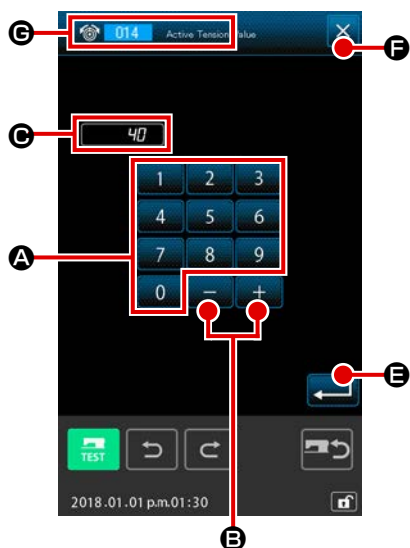 G
014 Active Tension Value
F
C
40
1 2 3
4 5 6
A
7 8 9
0 − +
E
TEST
2018.01.01 p.m.01:30
B